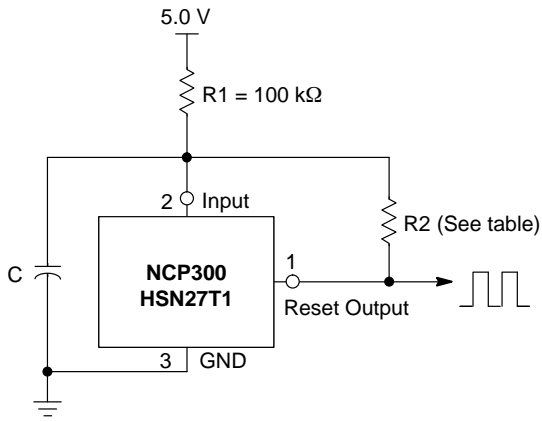 5.0 V
R1 = 100 kΩ
2
Input
R2 (See table)
NCP300
HSN27T1
1
C
Reset Output
3
GND